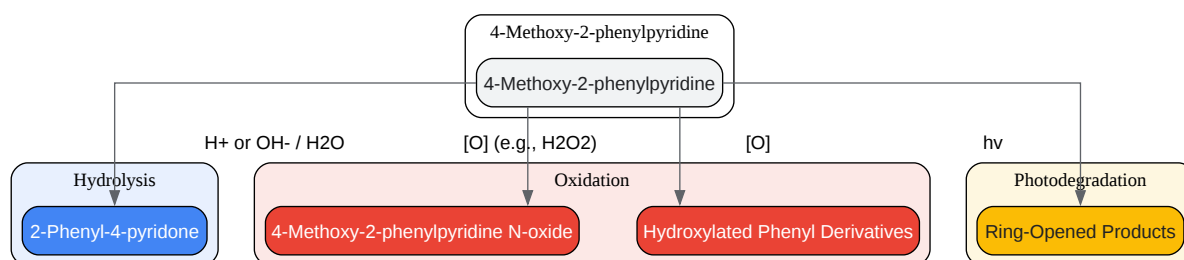 4-Methoxy-2-phenylpyridine
4-Methoxy-2-phenylpyridine
H+ or OH- / H2O
[O] (e.g., H2O2)
[O]
hv
Hydrolysis
Oxidation
Photodegradation
2-Phenyl-4-pyridone
4-Methoxy-2-phenylpyridine N-oxide
Hydroxylated Phenyl Derivatives
Ring-Opened Products